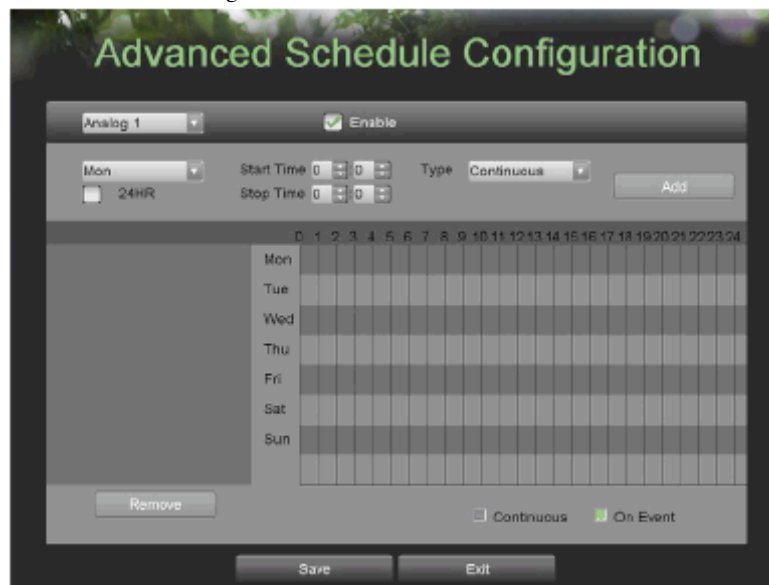 Advanced Schedule Configuration
Analog 1 Enable
Mon Start Time 0 : 0 Type Continuous Add
24HR Stop Time 0 : 0
0 1 2 3 4 5 6 7 8 9 10 11 12 13 14 15 16 17 18 19 20 21 22 23 24
Mon
Tue
Wed
Thu
Fri
Sat
Sun
Remove
Continuous On Event
Save Exit